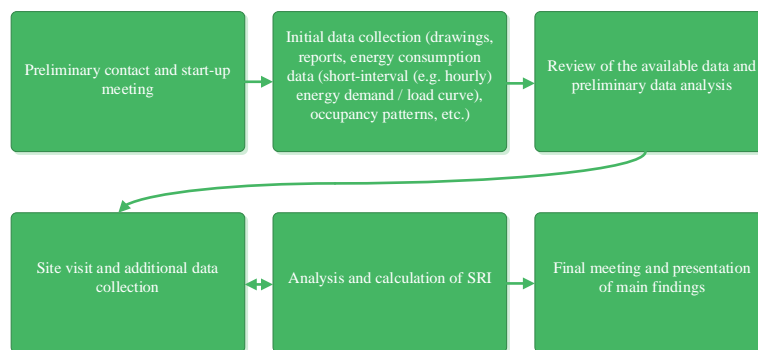 Preliminary contact and start-up
meeting
Initial data collection (drawings,
reports, energy consumption
data (short-interval (e.g. hourly)
energy demand / load curve),
occupancy patterns, etc.)
Review of the available data and
preliminary data analysis
Site visit and additional data
collection
Analysis and calculation of SRI
Final meeting and presentation
of main findings